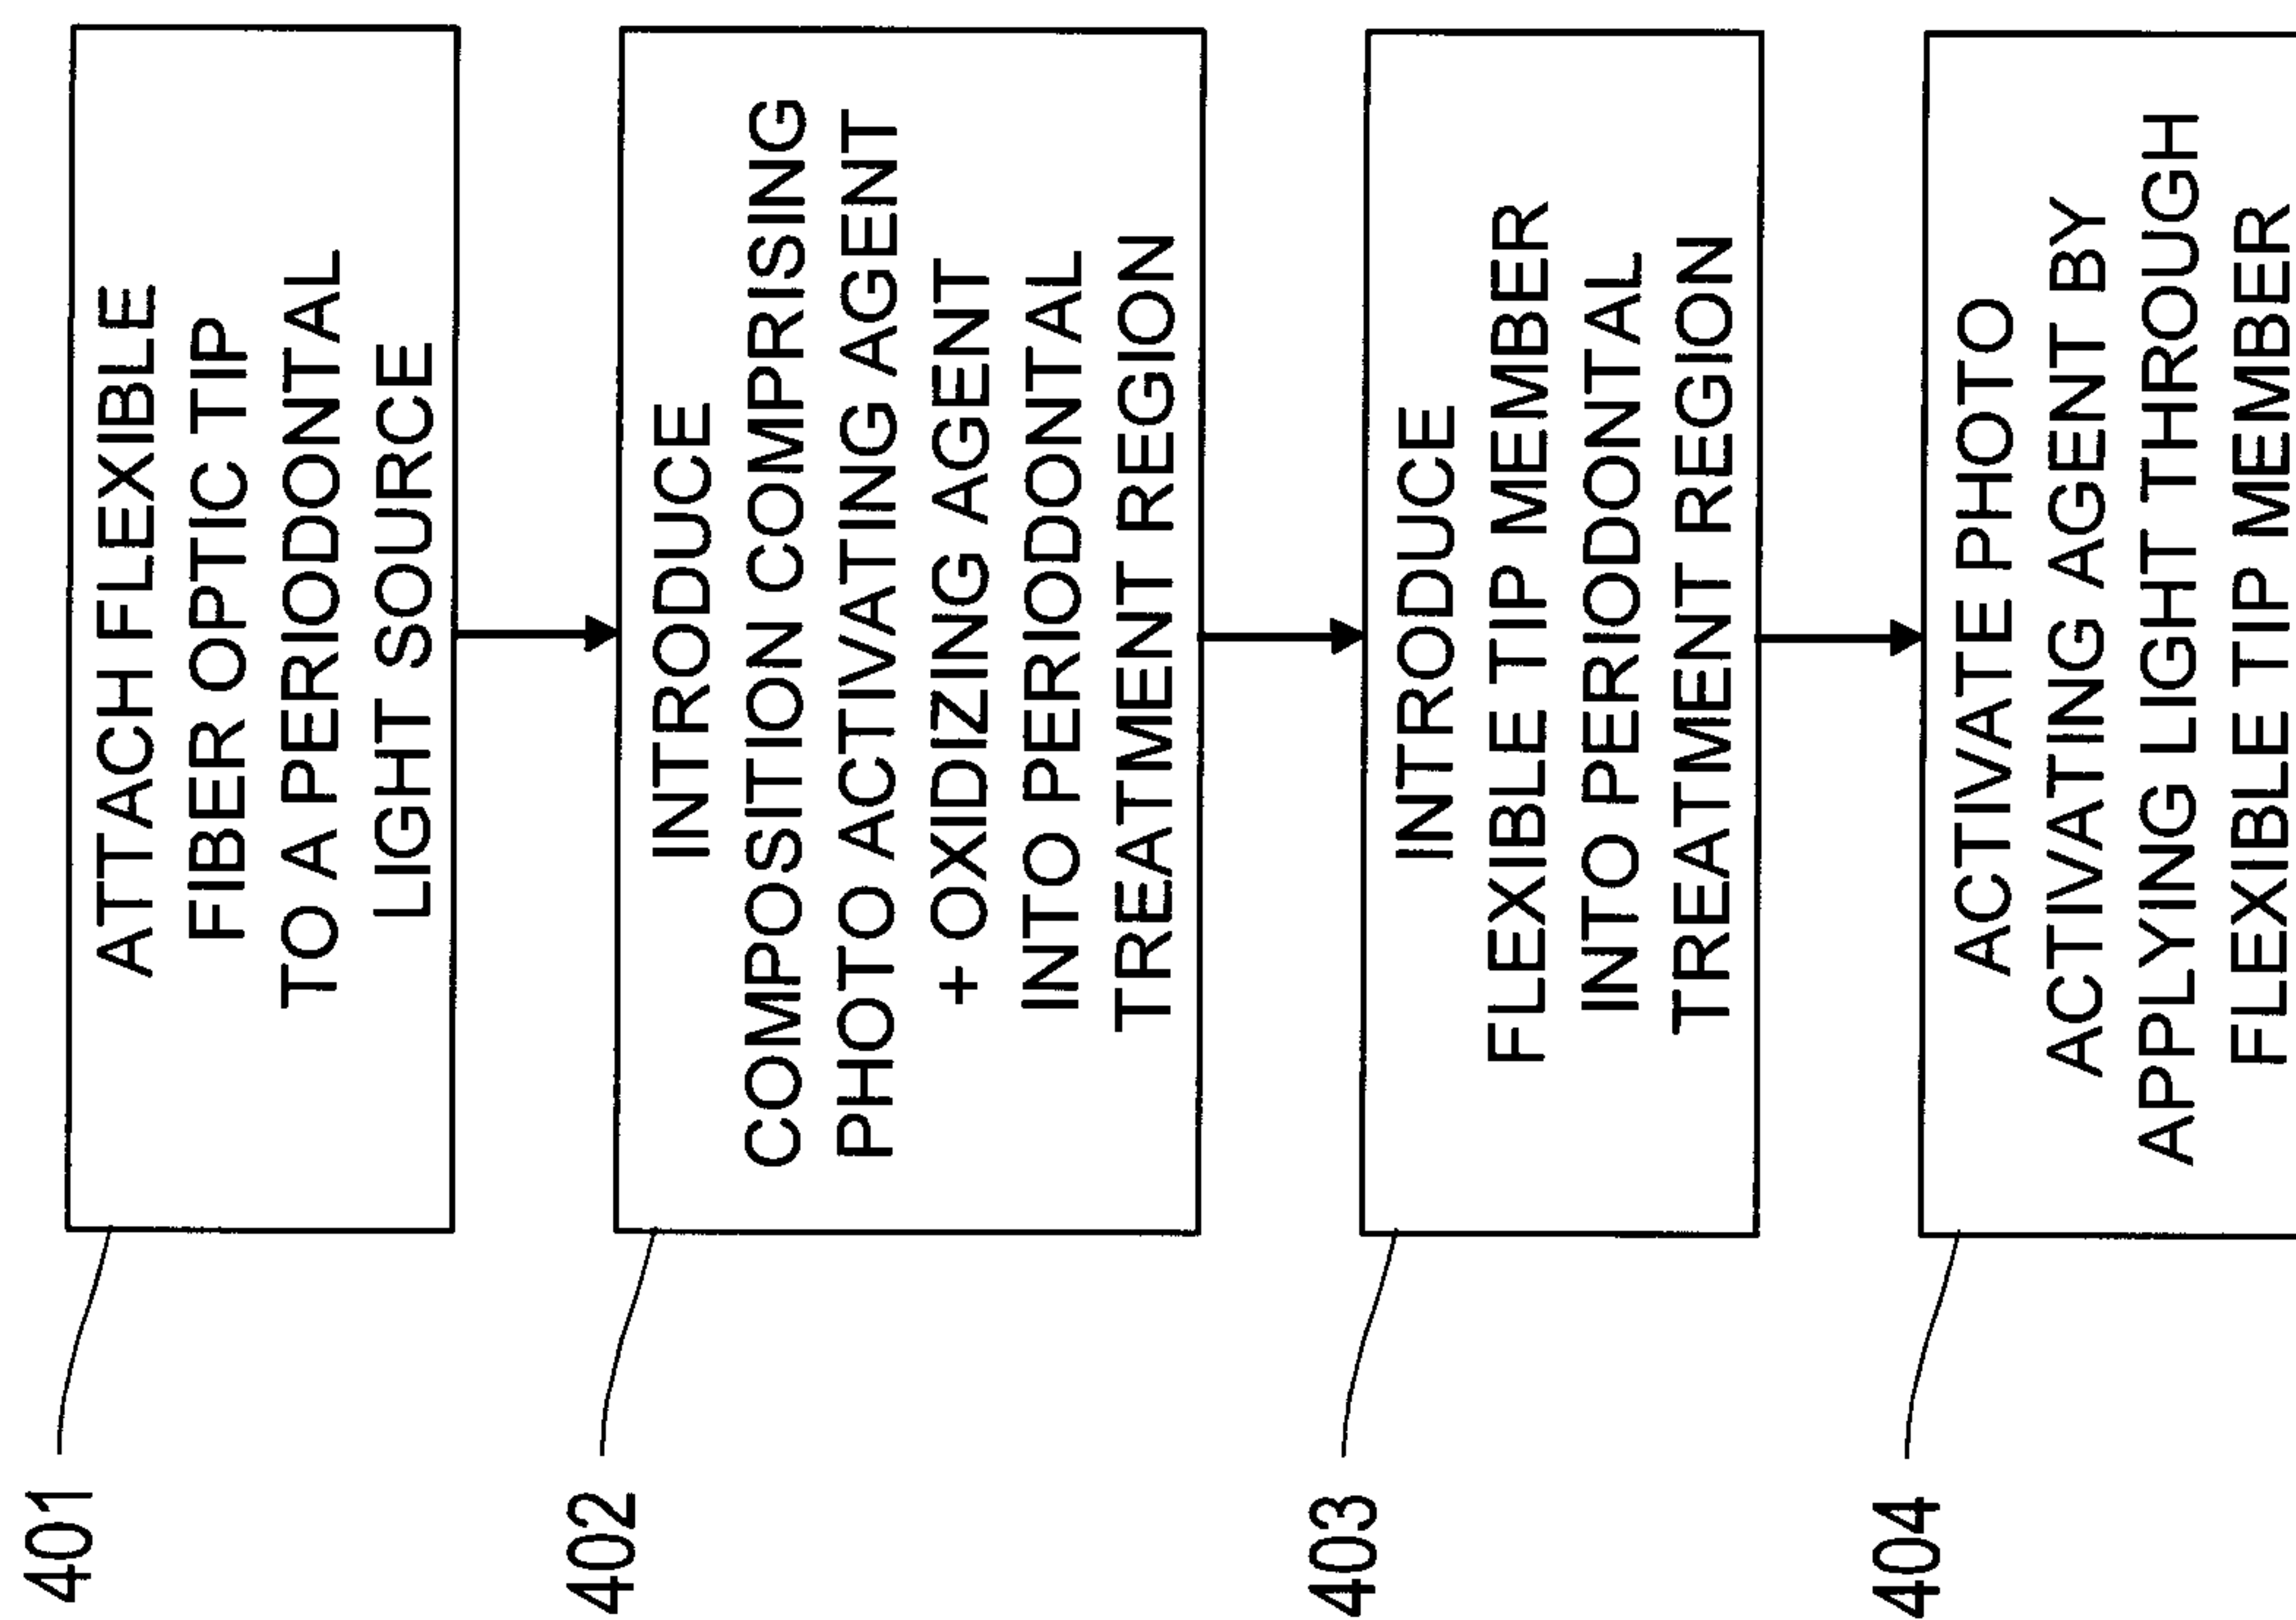 401
ATTACH FLEXIBLE
FIBER OPTIC TIP
TO A PERIODONTAL
LIGHT SOURCE
402
INTRODUCE
COMPOSITION COMPRISING
PHOTO ACTIVATING AGENT
+ OXIDIZING AGENT
INTO PERIODONTAL
TREATMENT REGION
403
INTRODUCE
FLEXIBLE TIP MEMBER
INTO PERIODONTAL
TREATMENT REGION
404
ACTIVATE PHOTO
ACTIVATING AGENT BY
APPLYING LIGHT THROUGH
FLEXIBLE TIP MEMBER